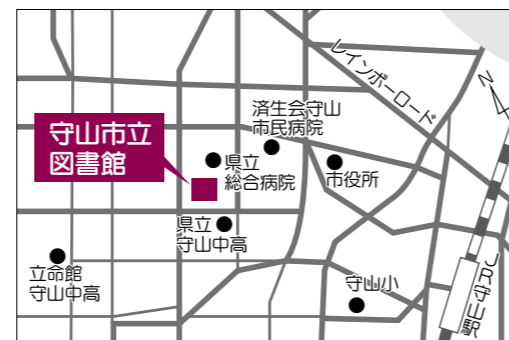 レインボーロード
N
済生会守山
市民病院
守山市立
図書館
県立
総合病院
市役所
県立
守山中高
立命館
守山中高
守山小
JR守山駅